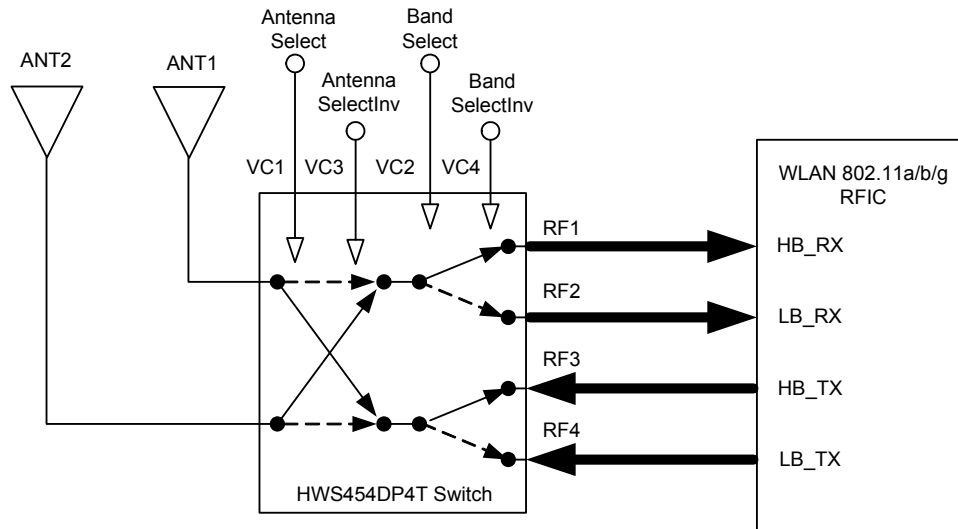 Antenna
Select
Band
Select
ANT2
ANT1
Antenna
SelectInv
Band
SelectInv
VC1
VC3
VC2
VC4
WLAN 802.11a/b/g
RFIC
RF1
HB_RX
RF2
LB_RX
RF3
HB_TX
RF4
LB_TX
HWS454DP4T Switch